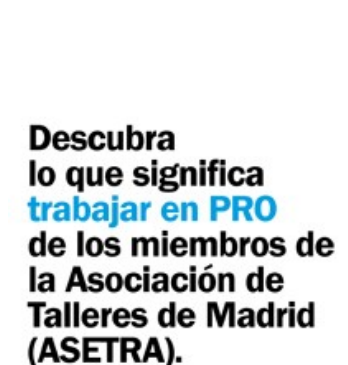 Descubra
lo que significa
trabajar en PRO
de los miembros de
la Asociación de
Talleres de Madrid
(ASETRA).